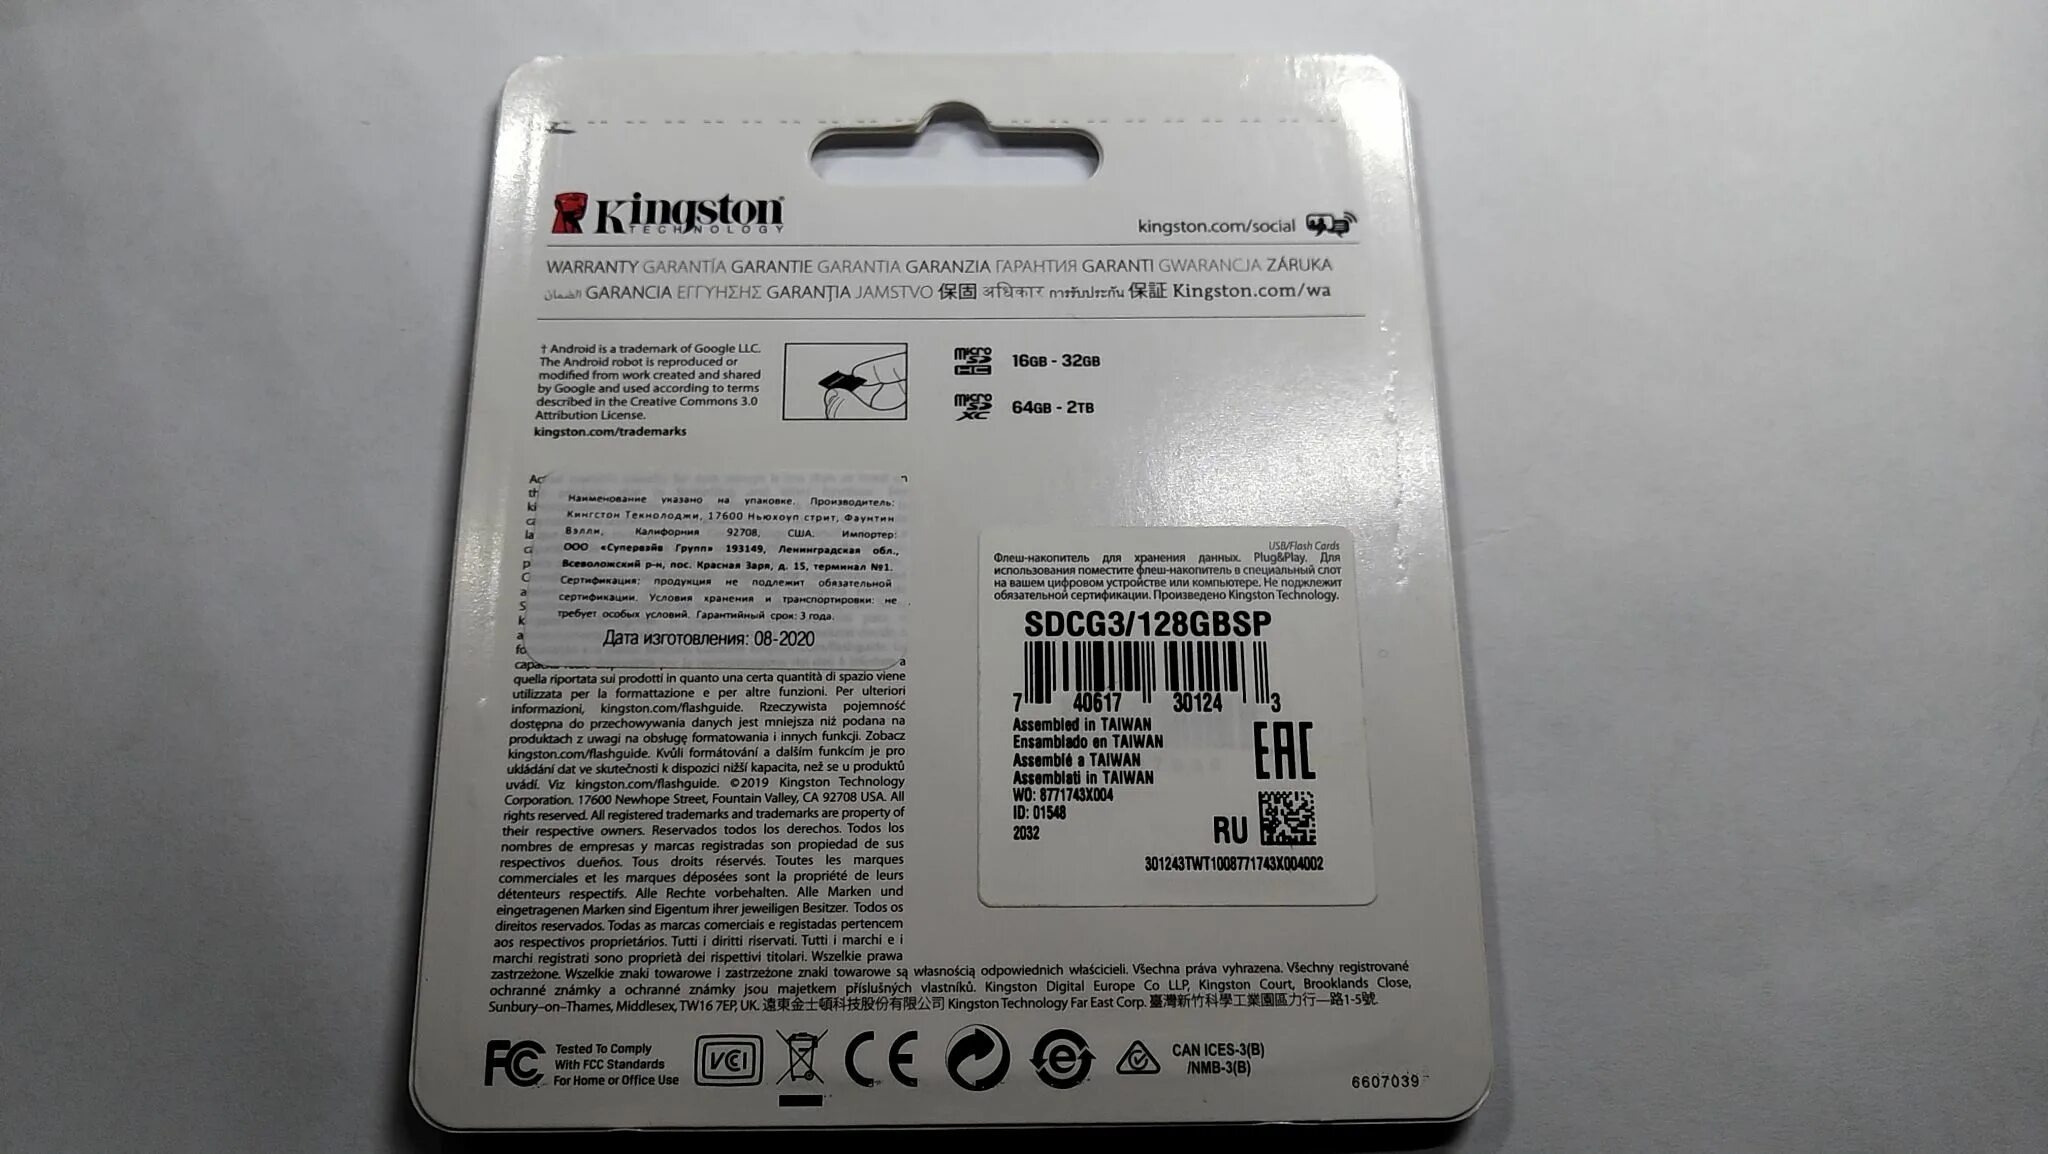 Kingston
TECHNOLOGY
kingston.com/social
WARRANTY GARANTÍA GARANTIE GARANTIA GARANZIA ГАРАНТИЯ GARANTI GWARANCJA ZÁRUKA
الضمان GARANCIA ΕΓΓΥΗΣΗΣ GARANȚIA JAMSTVO 保固 अधिकार การรับประกัน 保証 Kingston.com/wa
† Android is a trademark of Google LLC.
The Android robot is reproduced or
modified from work created and shared
by Google and used according to terms
described in the Creative Commons 3.0
Attribution License.
kingston.com/trademarks
micro SD HC 16GB - 32GB
micro SD XC 64GB - 2TB
Наименование указано на упаковке. Производитель:
Кингстон Текнолоджи, 17600 Ньюхоуп стрит, Фаунтин
Вэлли, Калифорния 92708, США. Импортер:
ООО «Супервэйв Групп» 193149, Ленинградская обл.,
Всеволожский р-н, пос. Красная Заря, д. 15, терминал №1.
Сертификация: продукция не подлежит обязательной
сертификации. Условия хранения и транспортировки: не
требует особых условий. Гарантийный срок: 3 года.
Дата изготовления: 08-2020
quella riportata sui prodotti in quanto una certa quantità di spazio viene
utilizzata per la formattazione e per altre funzioni. Per ulteriori
informazioni, kingston.com/flashguide. Rzeczywista pojemność
dostępna do przechowywania danych jest mniejsza niż podana na
produktach z uwagi na obsługę formatowania i innych funkcji. Zobacz
kingston.com/flashguide. Kvůli formátování a dalším funkcím je pro
ukládání dat ve skutečnosti k dispozici nižší kapacita, než se u produktů
uvádí. Viz kingston.com/flashguide. ©2019 Kingston Technology
Corporation. 17600 Newhope Street, Fountain Valley, CA 92708 USA. All
rights reserved. All registered trademarks and trademarks are property of
their respective owners. Reservados todos los derechos. Todos los
nombres de empresas y marcas registradas son propiedad de sus
respectivos dueños. Tous droits réservés. Toutes les marques
commerciales et les marques déposées sont la propriété de leurs
détenteurs respectifs. Alle Rechte vorbehalten. Alle Marken und
eingetragenen Marken sind Eigentum ihrer jeweiligen Besitzer. Todos os
direitos reservados. Todas as marcas comerciais e registadas pertencem
aos respectivos proprietários. Tutti i diritti riservati. Tutti i marchi e i
marchi registrati sono proprietà dei rispettivi titolari. Wszelkie prawa
zastrzeżone. Wszelkie znaki towarowe i zastrzeżone znaki towarowe są własnością odpowiednich właścicieli. Všechna práva vyhrazena. Všechny registrované
ochranné známky a ochranné známky jsou majetkem příslušných vlastníků. Kingston Digital Europe Co LLP, Kingston Court, Brooklands Close,
Sunbury-on-Thames, Middlesex, TW16 7EP, UK. 遠東金士頓科技股份有限公司 Kingston Technology Far East Corp. 臺灣新竹科學工業園區力行一路1-5號.
USB/Flash Cards
Флеш-накопитель для хранения данных. Plug&Play. Для
использования поместите флеш-накопитель в специальный слот
на вашем цифровом устройстве или компьютере. Не поджлежит
обязательной сертификации. Произведено Kingston Technology.
SDCG3/128GBSP
7 40617 30124 3
Assembled in TAIWAN
Ensamblado en TAIWAN
Assemblé a TAIWAN
Assemblati in TAIWAN
WO: 8771743X004
ID: 01548
2032
EAC
RU
301243TWT1008771743X004002
FC Tested To Comply
With FCC Standards
For Home or Office Use
VCCI
CE
CAN ICES-3(B)
/NMB-3(B)
6607039